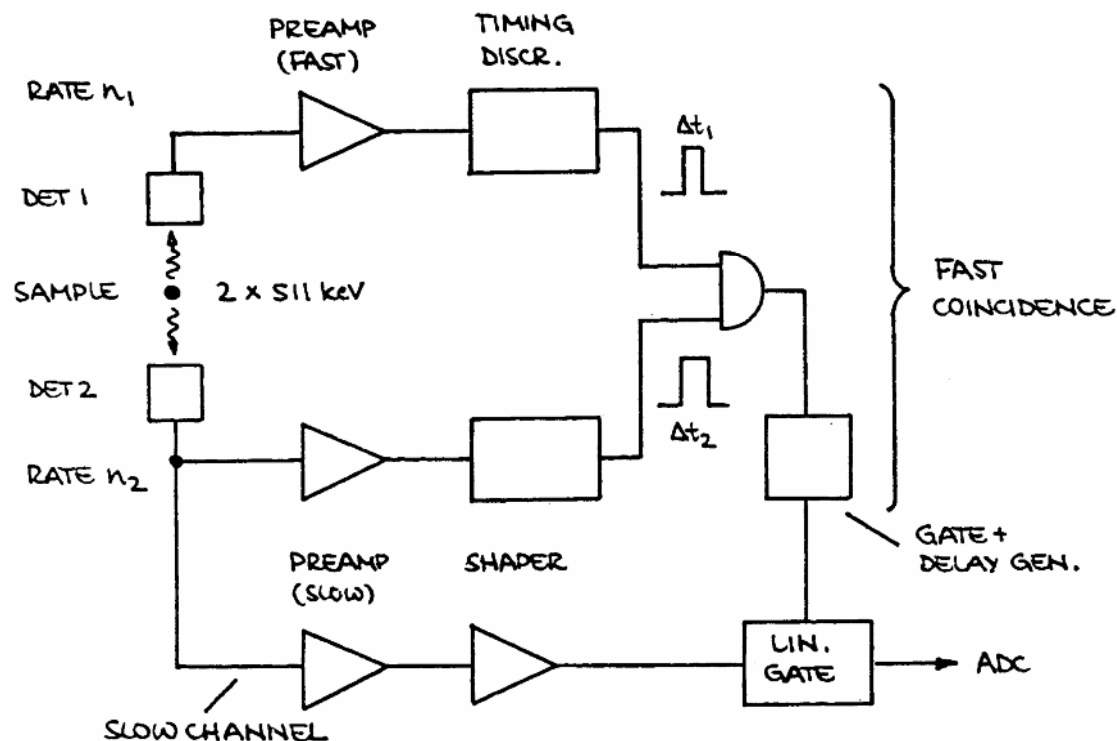 PREAMP
(FAST)
TIMING
DISCR.
RATE n₁
Δt₁
DET 1
SAMPLE
2 x 511 keV
FAST
COINCIDENCE
DET 2
Δt₂
RATE n₂
GATE +
DELAY GEN.
PREAMP
(SLOW)
SHAPER
LIN.
GATE
ADC
SLOW CHANNEL